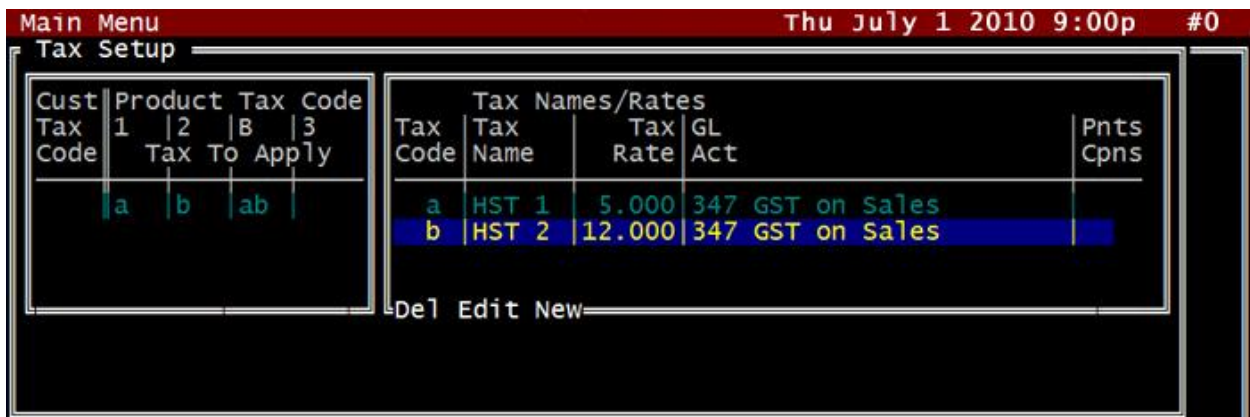 Main Menu Thu July 1 2010 9:00p #0
Tax Setup
Cust Product Tax Code
Tax 1 |2 |B |3
Code Tax To Apply
a |b |ab |
Tax Names/Rates
Tax |Tax Tax|GL |Pnts
Code|Name Rate|Act |Cpns
a |HST 1 | 5.000|347 GST on Sales |
b |HST 2 |12.000|347 GST on Sales |
Del Edit New